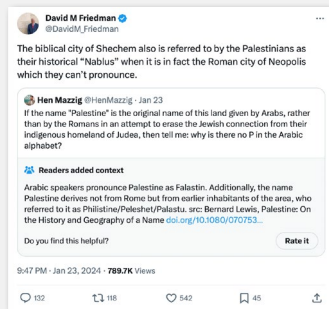 David M Friedman
@DavidM_Friedman
The biblical city of Shechem also is referred to by the Palestinians as
their historical “Nablus” when it is in fact the Roman city of Neopolis
which they can’t pronounce.
Hen Mazzig @HenMazzig · Jan 23
If the name "Palestine" is the original name of this land given by Arabs, rather
than by the Romans in an attempt to erase the Jewish connection from their
indigenous homeland of Judea, then tell me: why is there no P in the Arabic
alphabet?
Readers added context
Arabic speakers pronounce Palestine as Falastin. Additionally, the name
Palestine derives not from Rome but from earlier inhabitants of the area, who
referred to it as Philistine/Peleshet/Palastu. src: Bernard Lewis, Palestine: On
the History and Geography of a Name doi.org/10.1080/070753...
Do you find this helpful?
Rate it
9:47 PM · Jan 23, 2024 · 789.7K Views
132 118 542 45